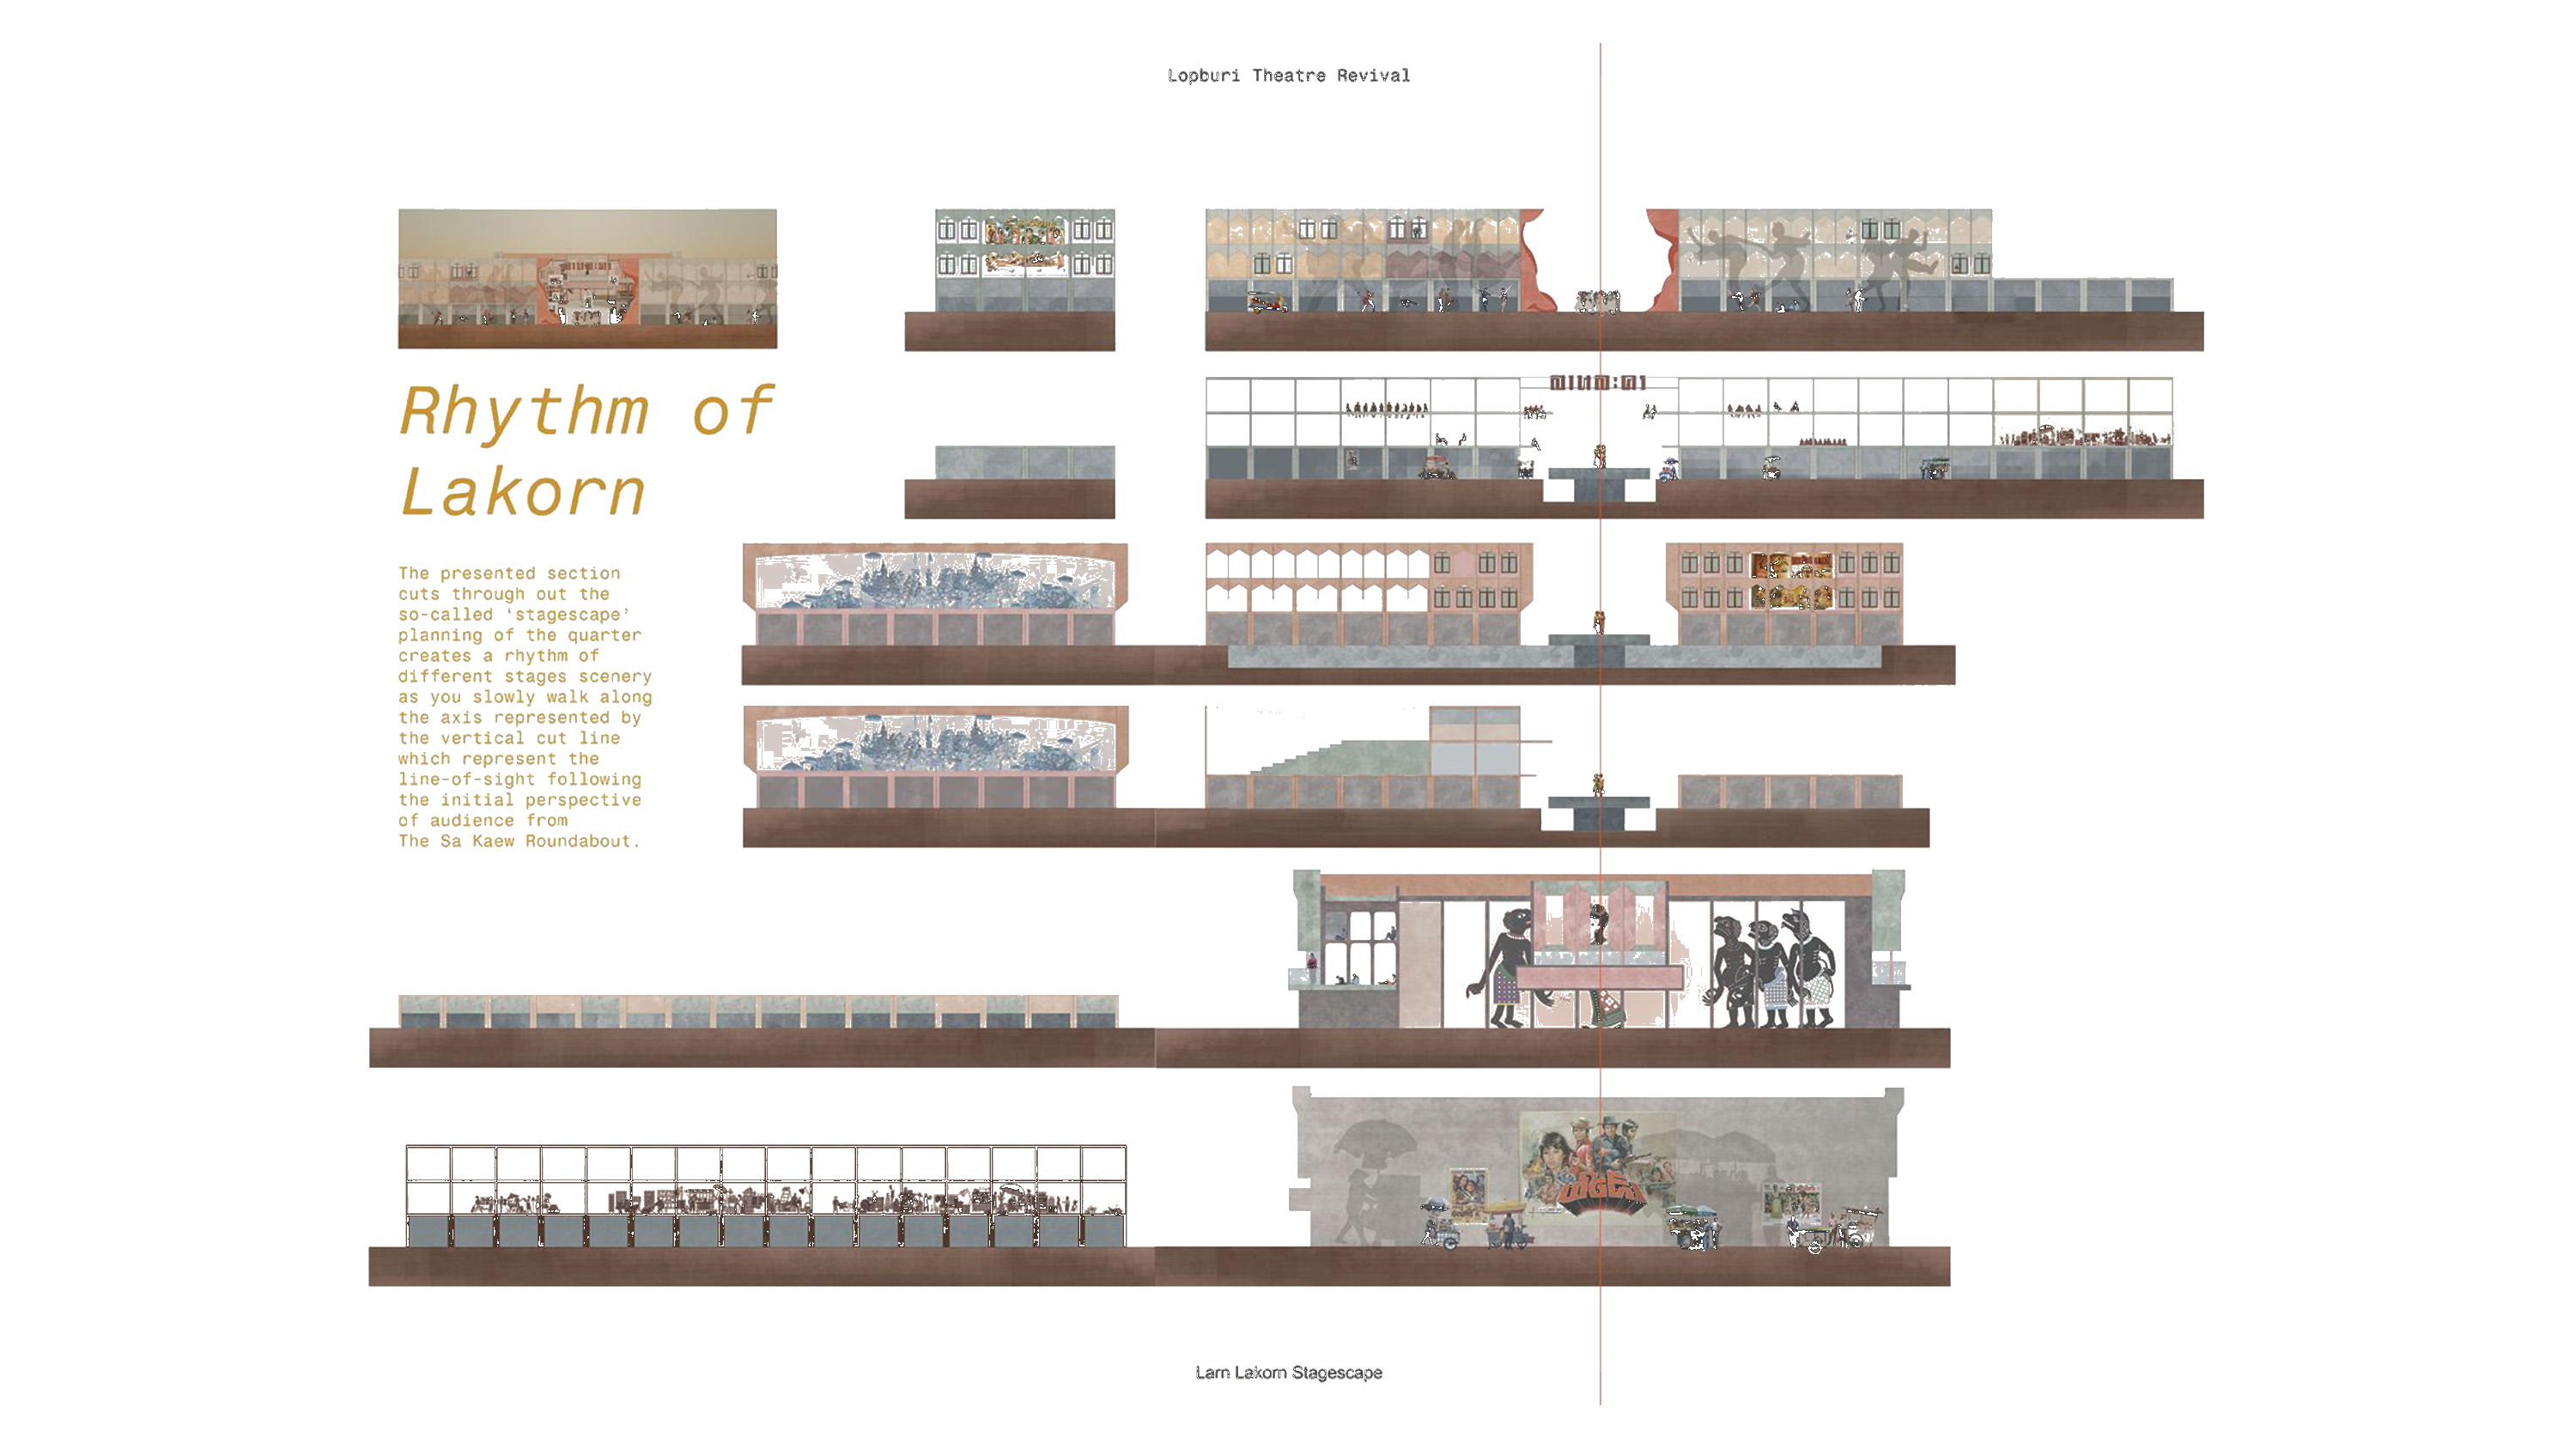 Lopburi Theatre Revival
Rhythm of
Lakorn
The presented section
cuts through out the
so-called ‘stagescape’
planning of the quarter
creates a rhythm of
different stages scenery
as you slowly walk along
the axis represented by
the vertical cut line
which represent the
line-of-sight following
the initial perspective
of audience from
The Sa Kaew Roundabout.
Larn Lakorn Stagescape